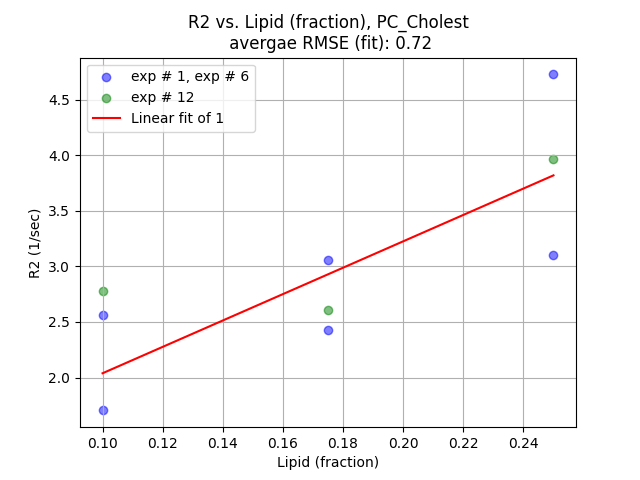 R2 vs. Lipid (fraction), PC_Cholest
avergae RMSE (fit): 0.72
exp # 1, exp # 6
exp # 12
Linear fit of 1
R2 (1/sec)
4.5
4.0
3.5
3.0
2.5
2.0
0.10 0.12 0.14 0.16 0.18 0.20 0.22 0.24
Lipid (fraction)